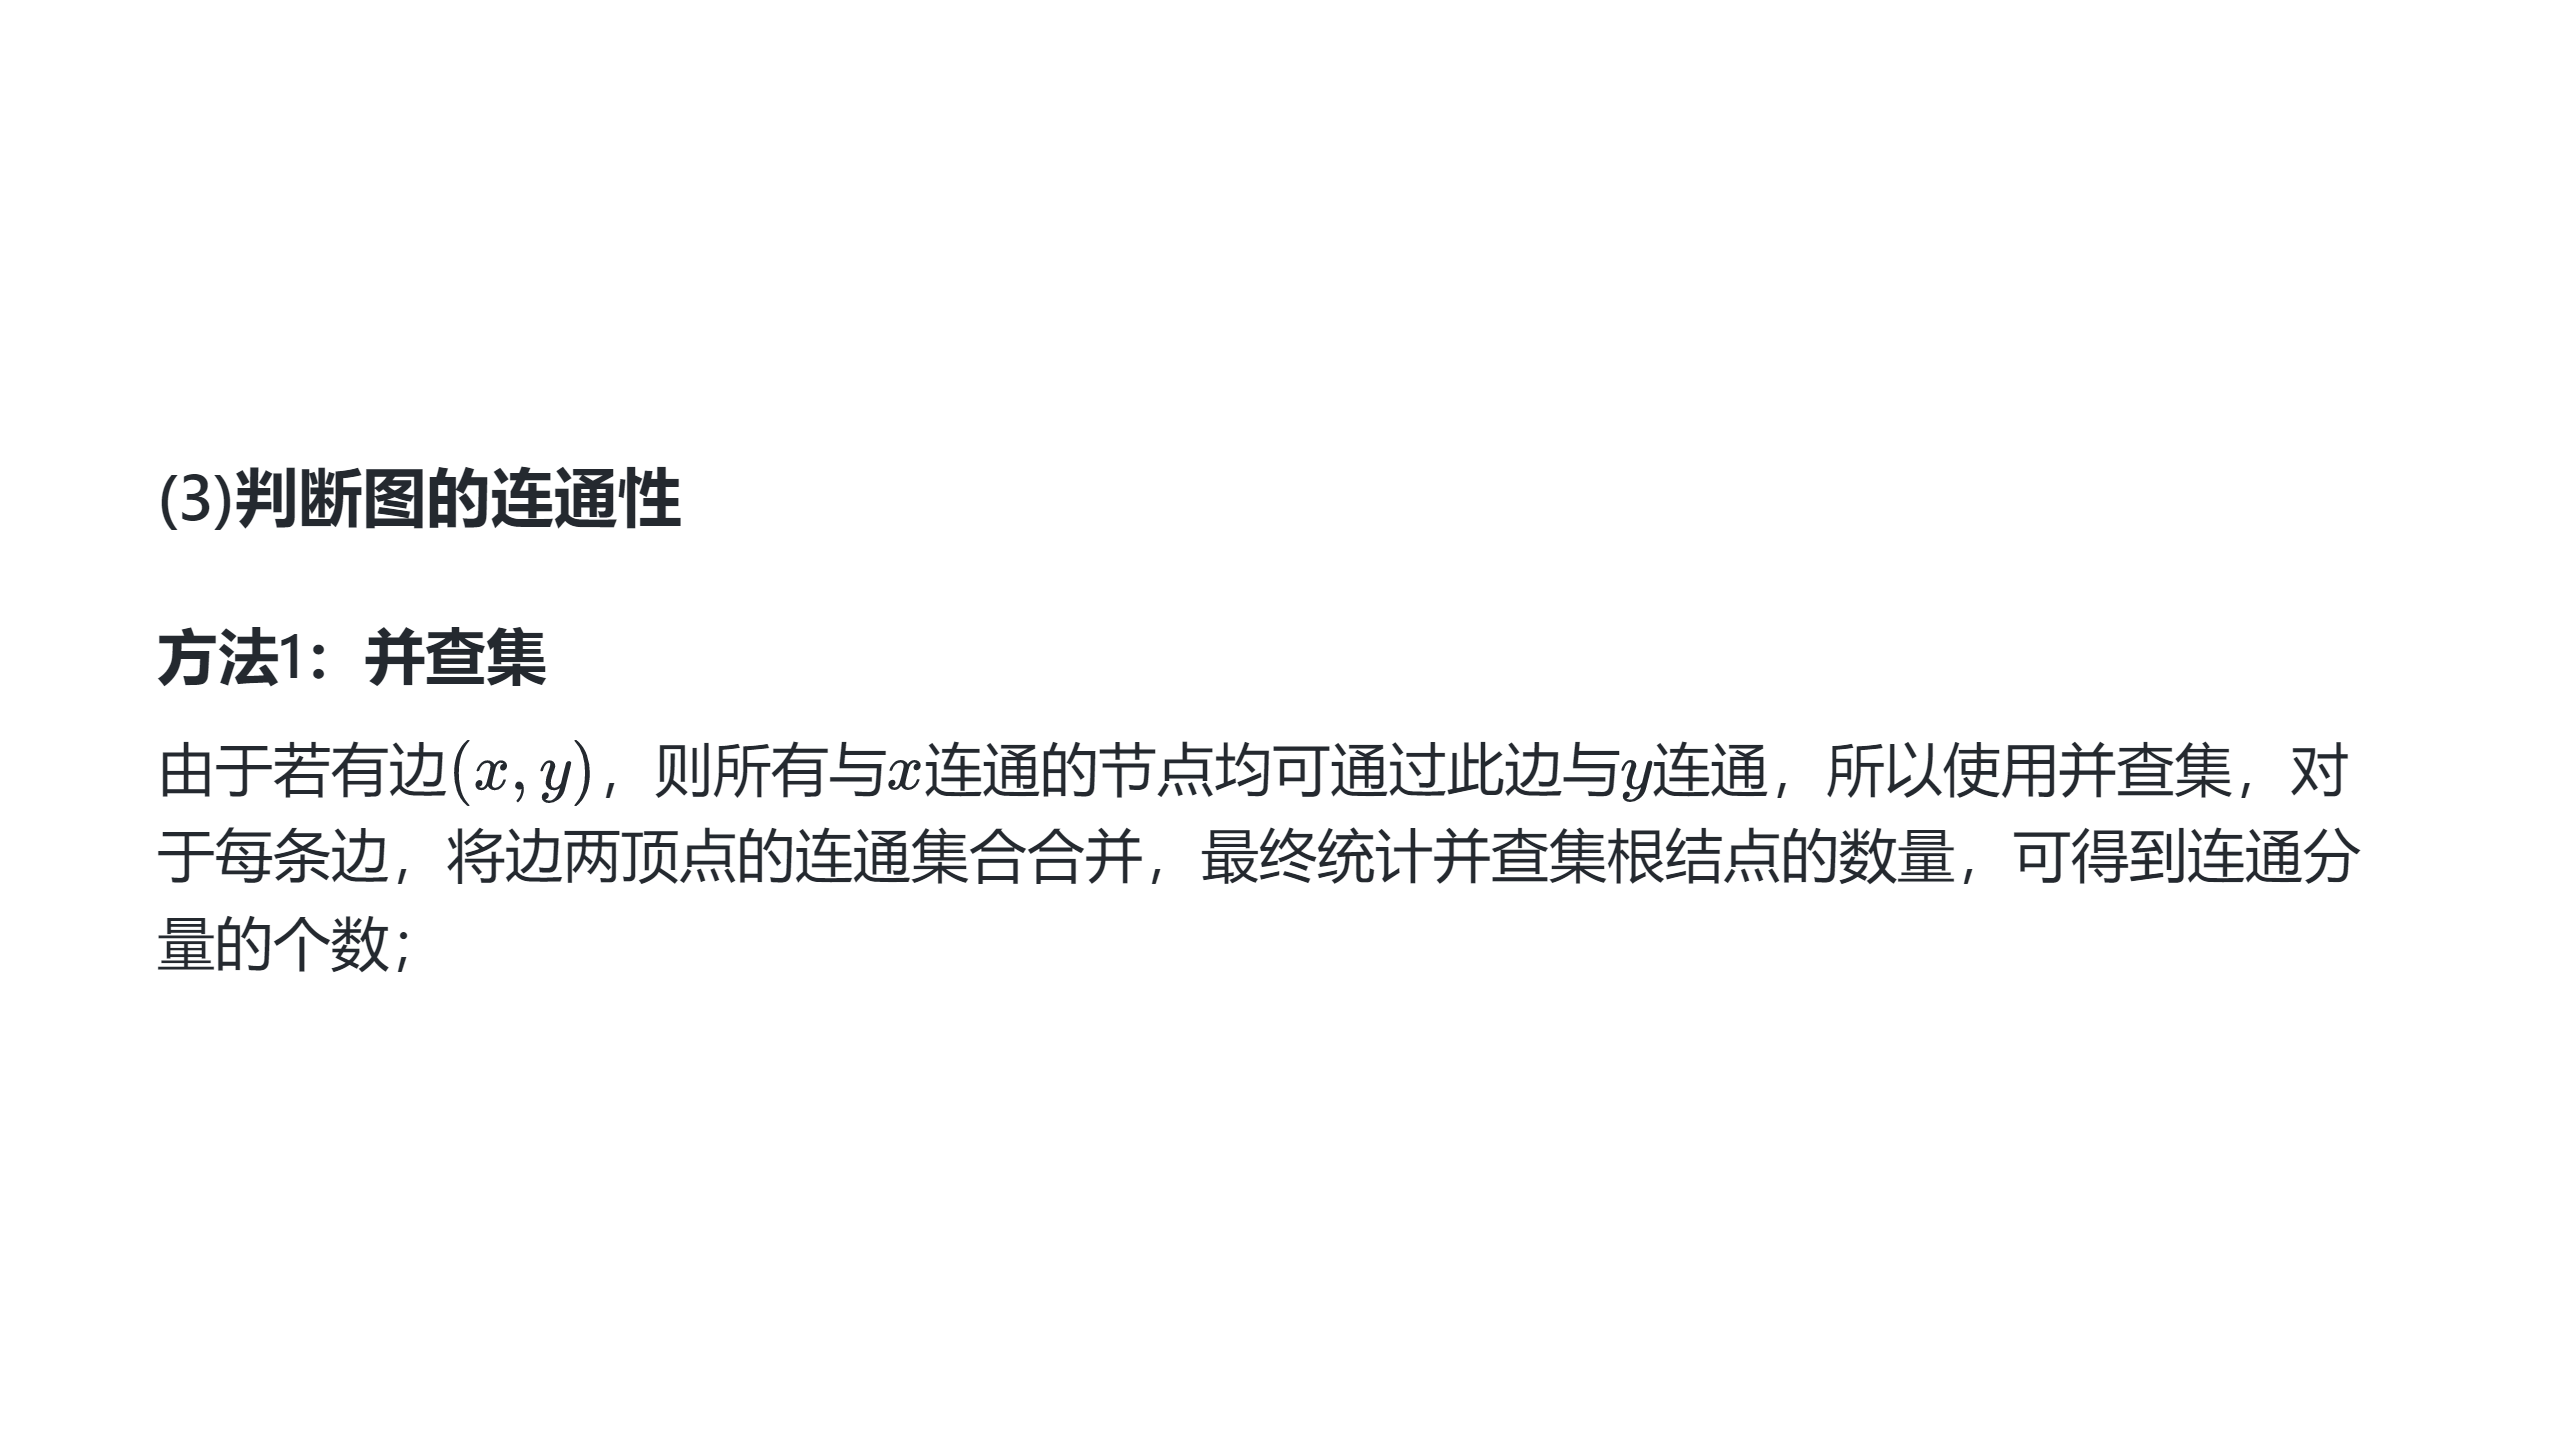 (3)判断图的连通性
方法1：并查集
由于若有边(x, y)，则所有与x连通的节点均可通过此边与y连通，所以使用并查集，对
于每条边，将边两顶点的连通集合合并，最终统计并查集根结点的数量，可得到连通分
量的个数；